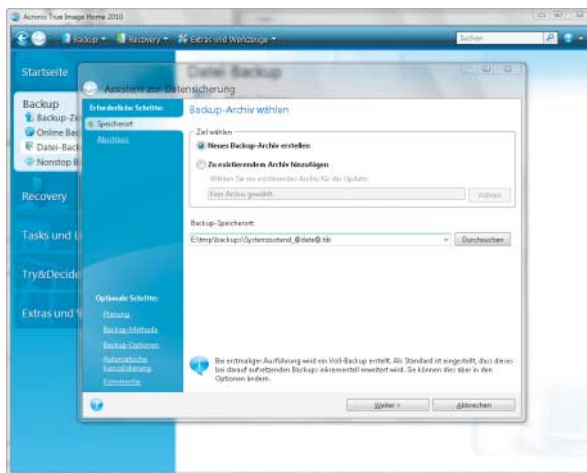 Acronis True Image Home 2010
Backup
Recovery
Extras und Werkzeuge
Suchen
Startseite
Datei Backup
Assistent zur Datensicherung
Backup
Backup-Ze
Online Bac
Datei-Back
Nonstop B
Recovery
Tasks und L
Try&Decide
Extras und W
Erforderliche Schritte:
Speicherort
Abschluss
Optionale Schritte:
Planung
Backup-Methode
Backup-Optionen
Automatische
Konsolidierung
Kommentar
Backup-Archiv wählen
Ziel wählen
Neues Backup-Archiv erstellen
Zu existierendem Archiv hinzufügen
Wählen Sie ein existierendes Archiv für das Update:
Kein Archiv gewählt.
Wählen
Backup-Speicherort:
E:\tmp\backups\Systemzustand_@date@.tib
Durchsuchen
Bei erstmaliger Ausführung wird ein Voll-Backup erstellt. Als Standard ist eingestellt, dass dieses
bei darauf aufsetzenden Backups inkrementell erweitert wird. Sie können dies aber in den
Optionen ändern.
Weiter >
Abbrechen